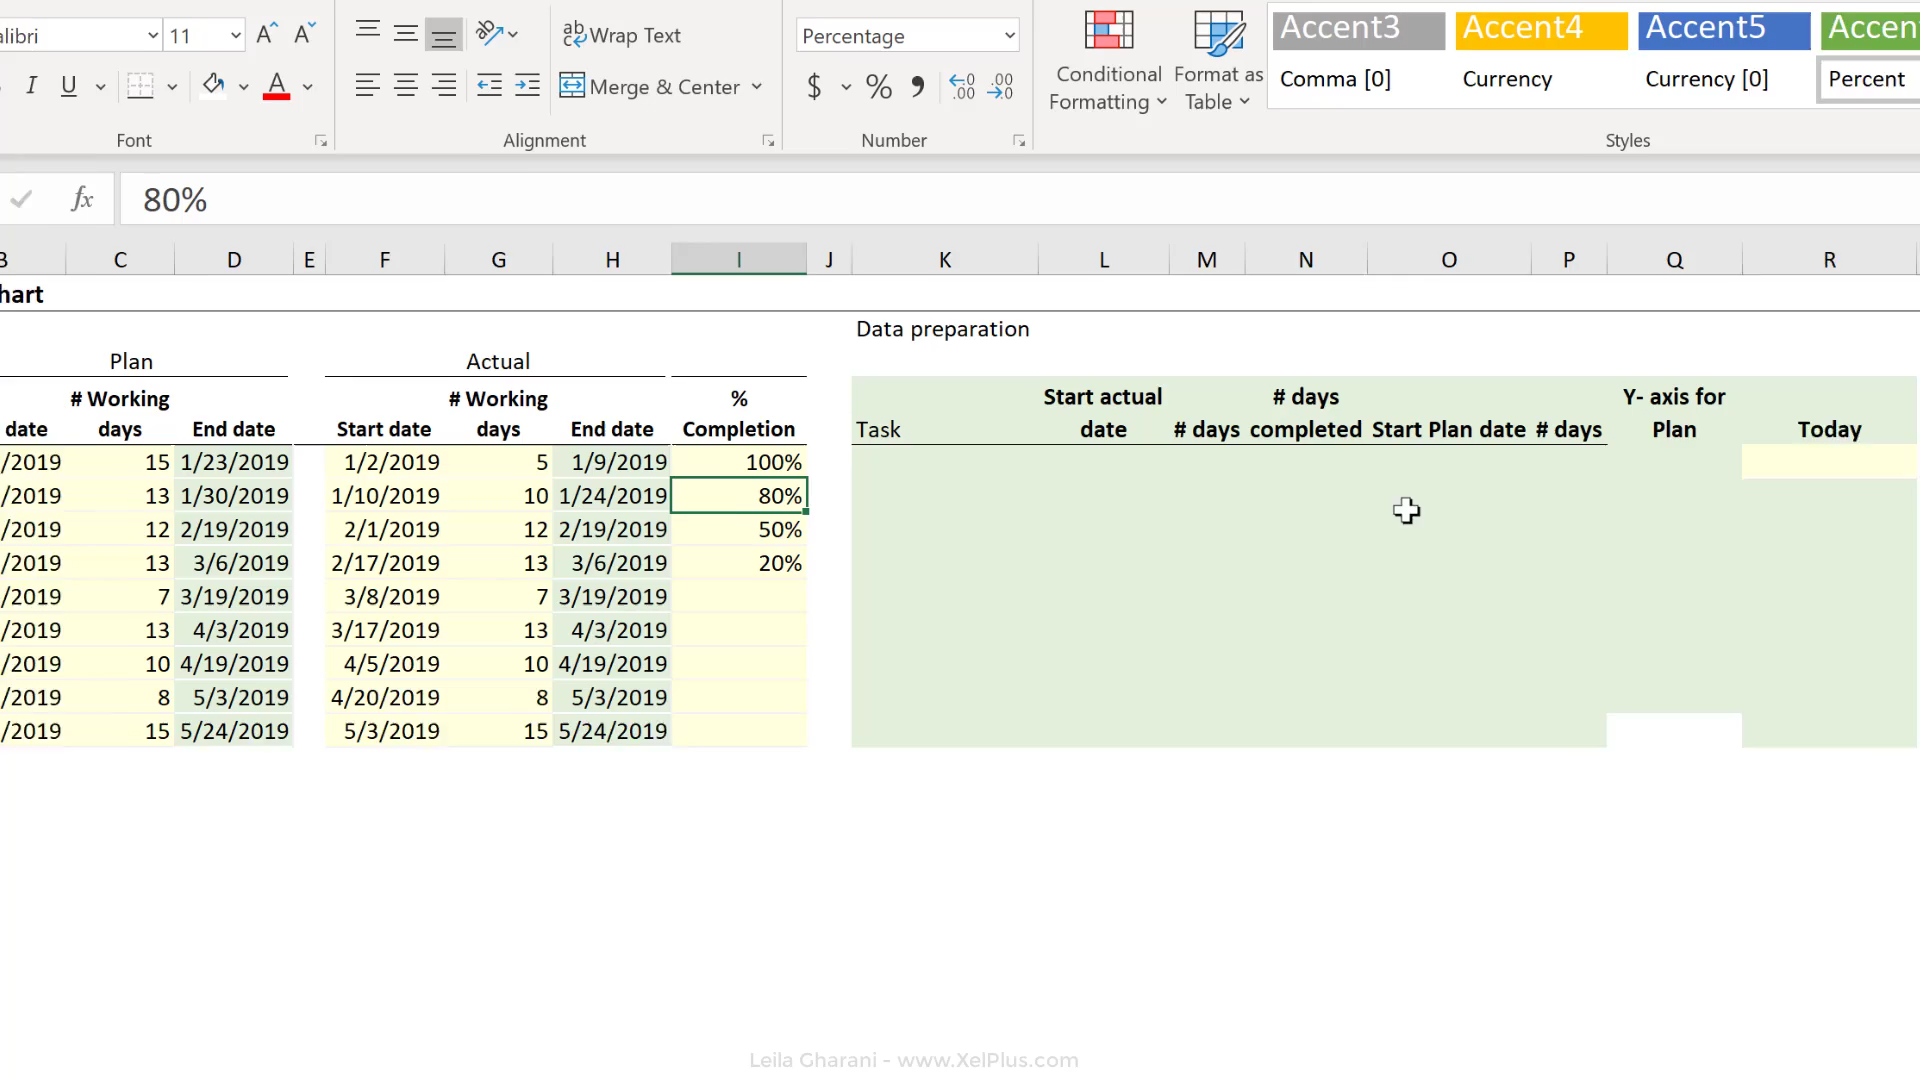 alibri 11 A A Wrap Text Percentage Accent3 Accent4 Accent5 Accen
I U A Merge & Center $ % , .00 .0 Conditional Formatting Format as Table Comma [0] Currency Currency [0] Percent
Font Alignment Number Styles
fx 80%
B C D E F G H I J K L M N O P Q R
hart
Data preparation
Plan Actual
# Working # Working % Start actual # days Y- axis for
date days End date Start date days End date Completion Task date # days completed Start Plan date # days Plan Today
/2019 15 1/23/2019 1/2/2019 5 1/9/2019 100%
/2019 13 1/30/2019 1/10/2019 10 1/24/2019 80%
/2019 12 2/19/2019 2/1/2019 12 2/19/2019 50%
/2019 13 3/6/2019 2/17/2019 13 3/6/2019 20%
/2019 7 3/19/2019 3/8/2019 7 3/19/2019
/2019 13 4/3/2019 3/17/2019 13 4/3/2019
/2019 10 4/19/2019 4/5/2019 10 4/19/2019
/2019 8 5/3/2019 4/20/2019 8 5/3/2019
/2019 15 5/24/2019 5/3/2019 15 5/24/2019
Leila Gharani - www.XelPlus.com